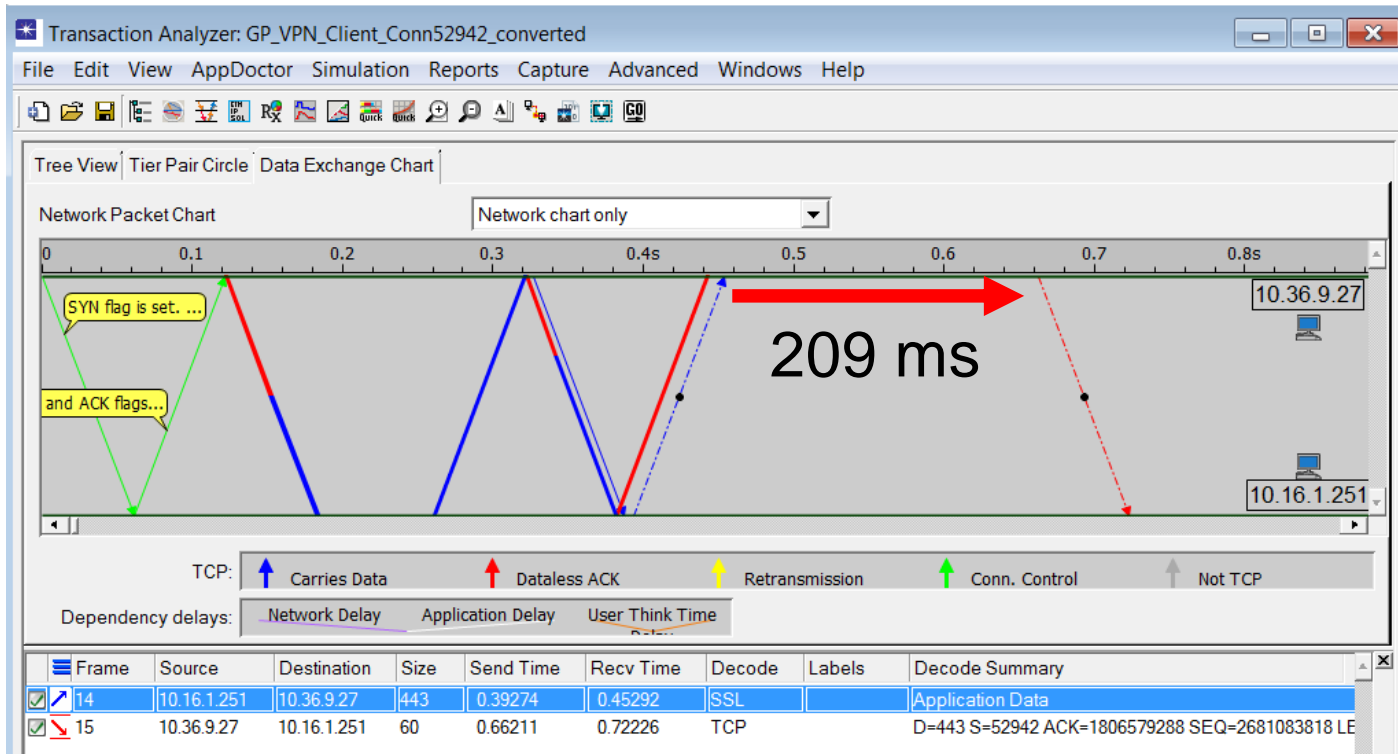 Transaction Analyzer: GP_VPN_Client_Conn52942_converted
File Edit View AppDoctor Simulation Reports Capture Advanced Windows Help
Tree View Tier Pair Circle Data Exchange Chart
Network Packet Chart Network chart only
0 0.1 0.2 0.3 0.4s 0.5 0.6 0.7 0.8s
SYN flag is set. ...
10.36.9.27
209 ms
and ACK flags...
10.16.1.251
TCP: Carries Data Dataless ACK Retransmission Conn. Control Not TCP
Dependency delays: Network Delay Application Delay User Think Time
Frame Source Destination Size Send Time Recv Time Decode Labels Decode Summary
14 10.16.1.251 10.36.9.27 443 0.39274 0.45292 SSL Application Data
15 10.36.9.27 10.16.1.251 60 0.66211 0.72226 TCP D=443 S=52942 ACK=1806579288 SEQ=2681083818 LE